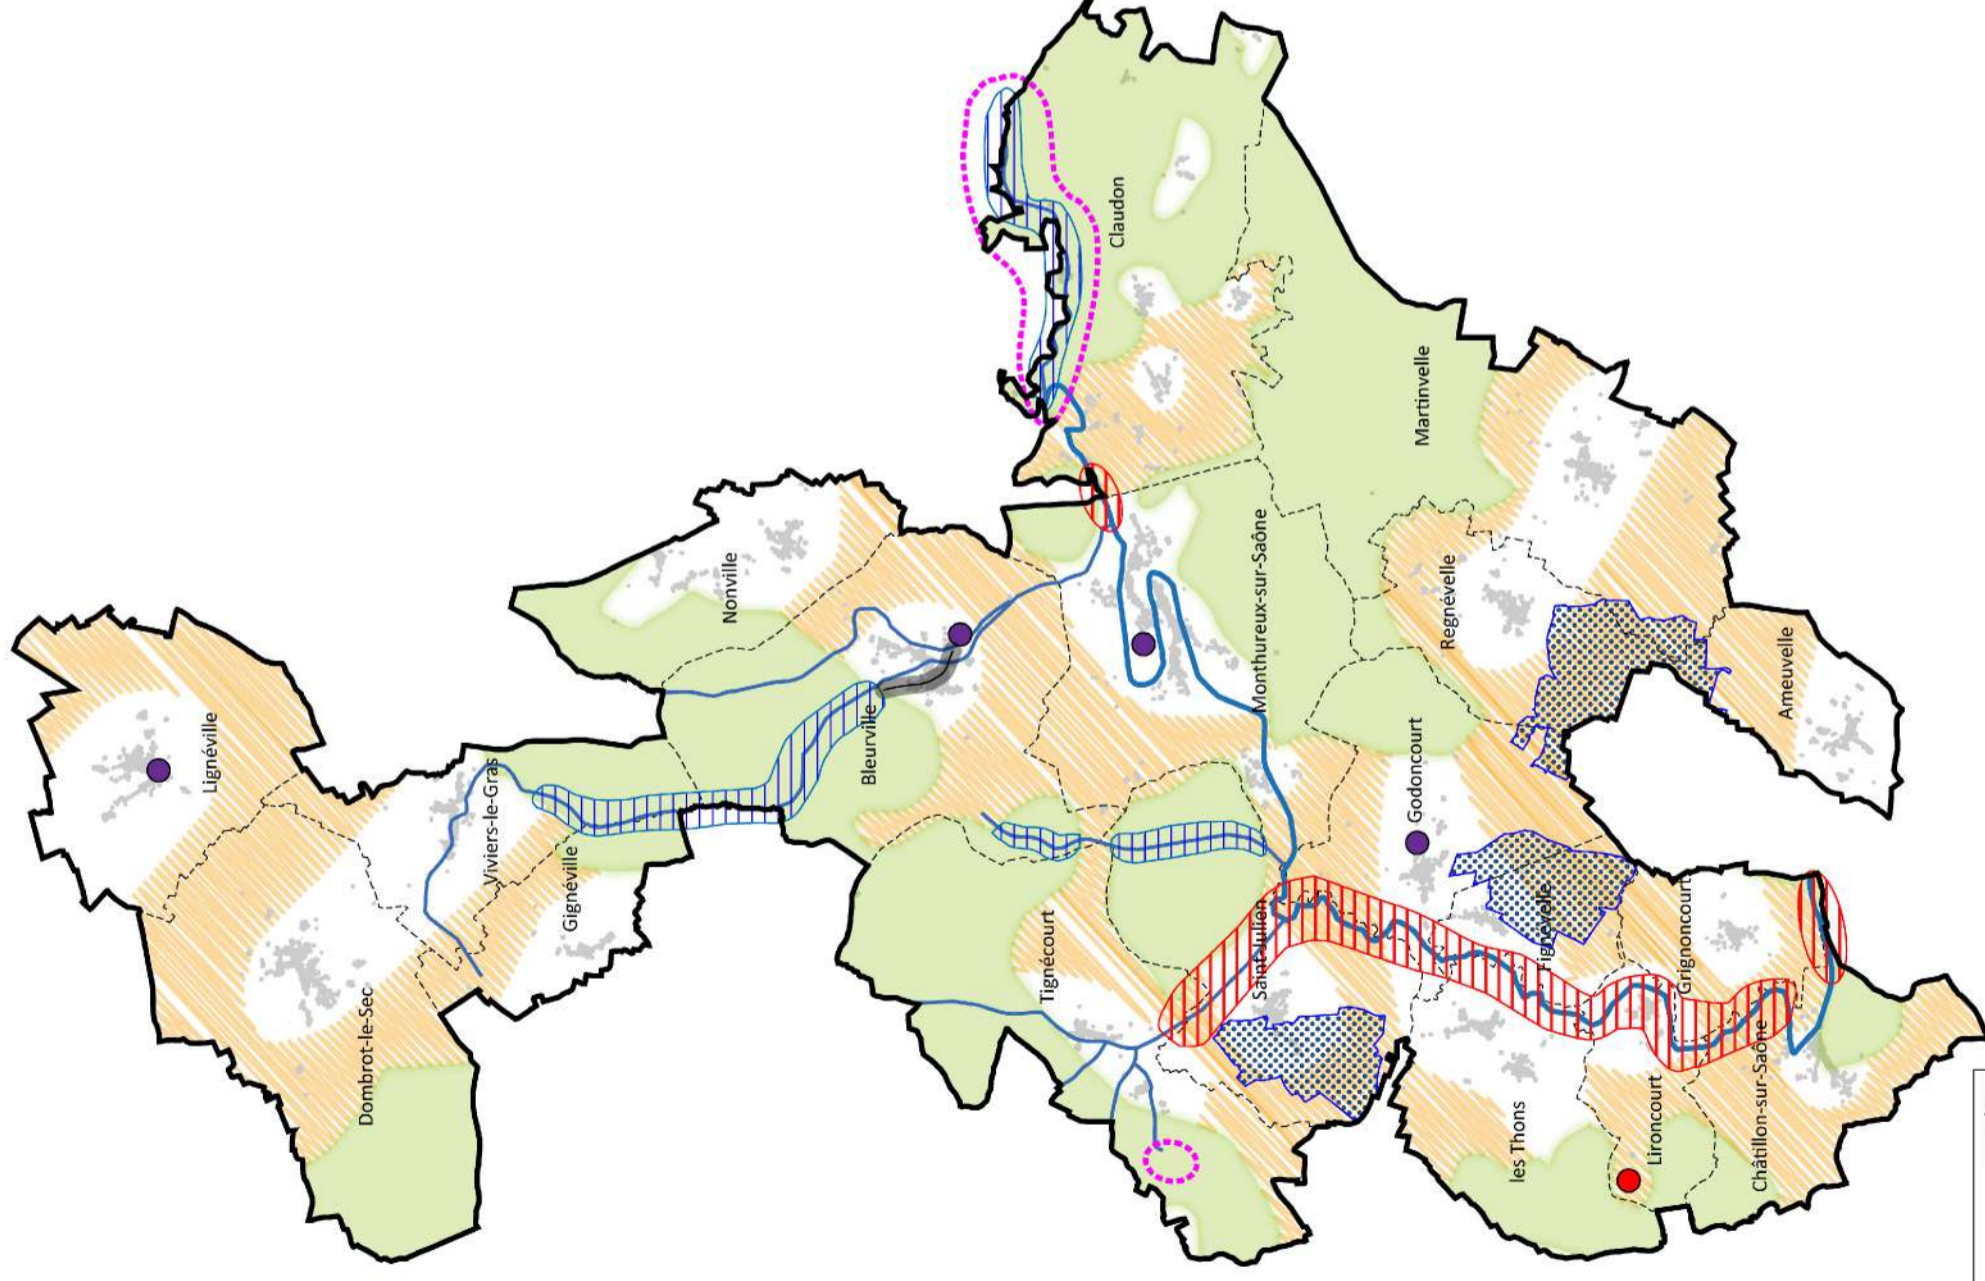 Lignéville
Dombrot-le-Sec
Viviers-le-Gras
Gignéville
Nonville
Bleurville
Tignécourt
Claudon
Saint-Julien
Monthureux-sur-Saône
Godoncourt
Martinvelle
Regnévelle
les Thons
Fignévelle
Lironcourt
Grignoncourt
Châtillon-sur-Saône
Ameuvelle